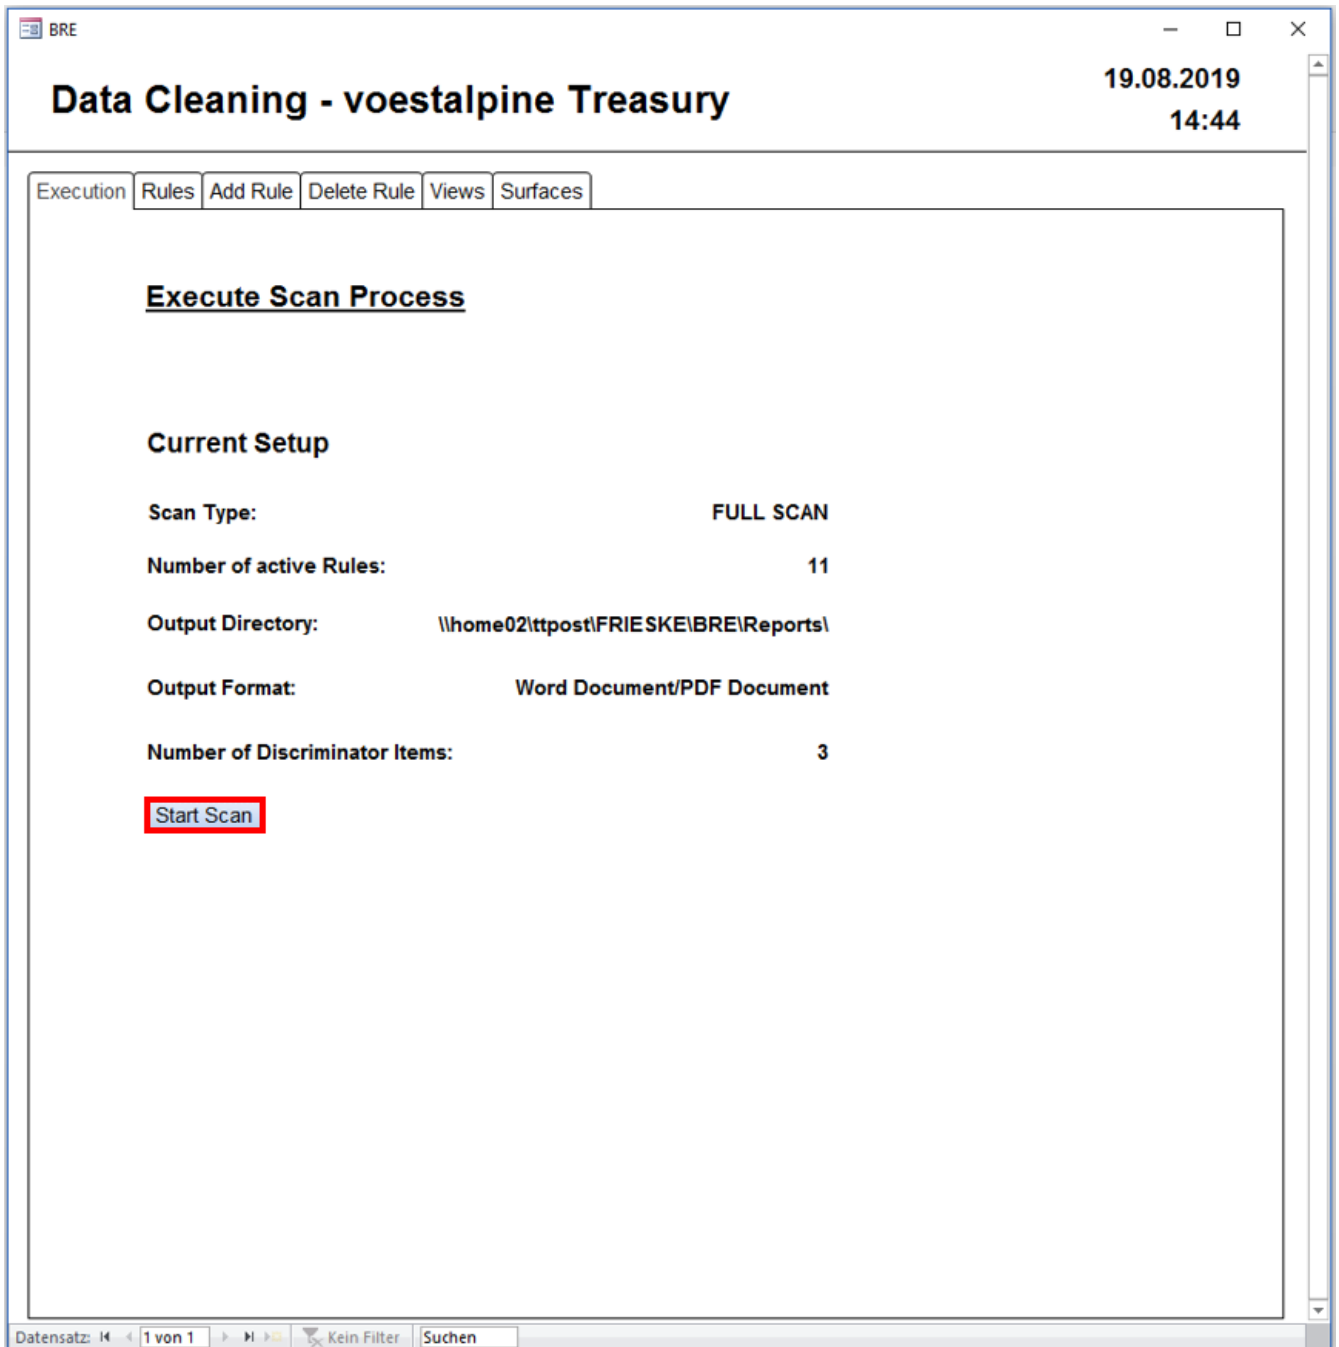 BRE
Data Cleaning - voestalpine Treasury
19.08.2019
14:44
Execution Rules Add Rule Delete Rule Views Surfaces
Execute Scan Process
Current Setup
Scan Type: FULL SCAN
Number of active Rules: 11
Output Directory: \\home02\ttpost\FRIESKE\BRE\Reports\
Output Format: Word Document/PDF Document
Number of Discriminator Items: 3
Start Scan
Datensatz: 1 von 1 Kein Filter Suchen